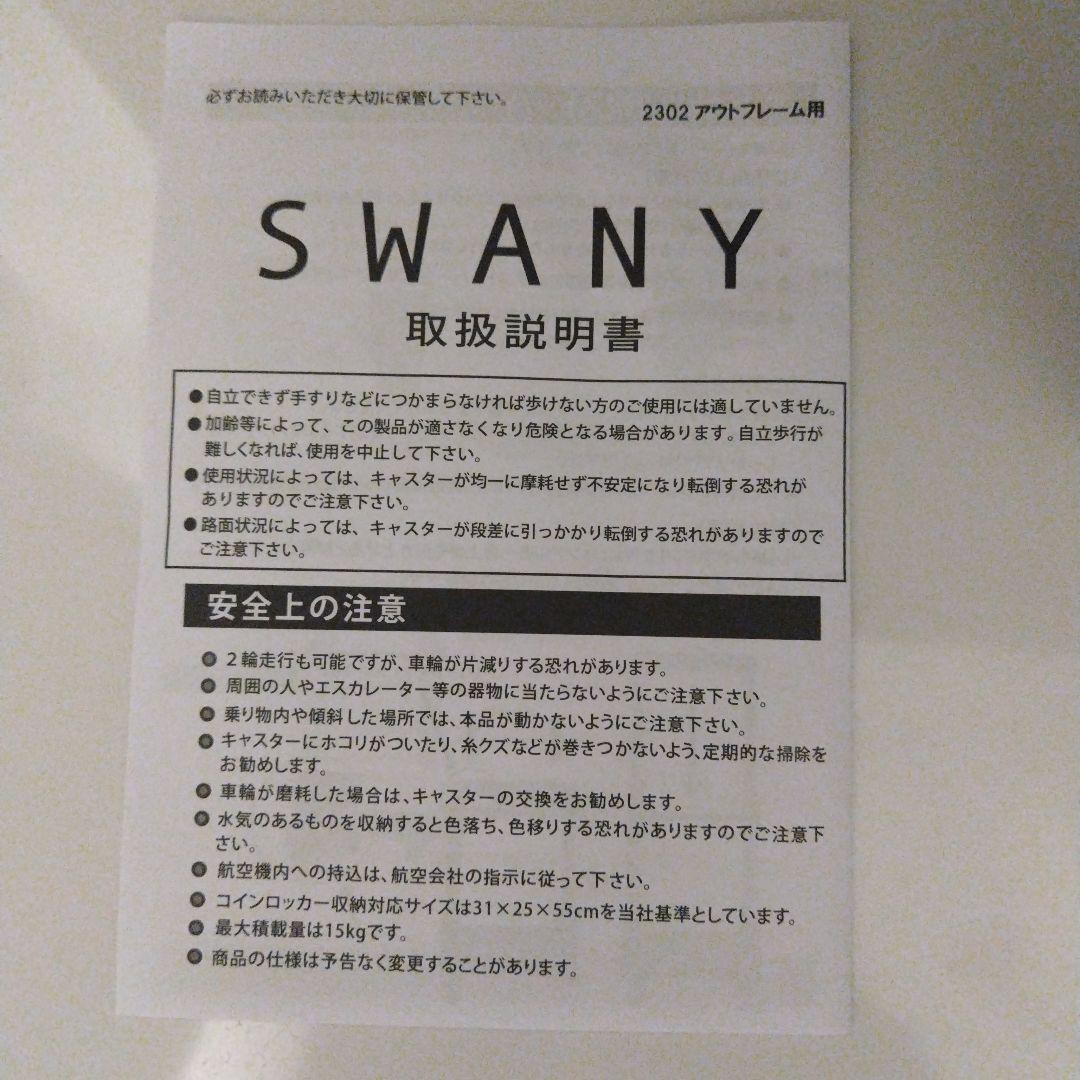 必ずお読みいただき大切に保管して下さい。
2302 アウトフレーム用
SWANY
取扱説明書
●自立できず手すりなどにつかまらなければ歩けない方のご使用には適していません。
●加齢等によって、この製品が適さなくなり危険となる場合があります。自立歩行が
難しくなれば、使用を中止して下さい。
●使用状況によっては、キャスターが均一に摩耗せず不安定になり転倒する恐れが
ありますのでご注意下さい。
●路面状況によっては、キャスターが段差に引っかかり転倒する恐れがありますので
ご注意下さい。
安全上の注意
●２輪走行も可能ですが、車輪が片減りする恐れがあります。
●周囲の人やエスカレーター等の器物に当たらないようにご注意下さい。
●乗り物内や傾斜した場所では、本品が動かないようにご注意下さい。
●キャスターにホコリがついたり、糸クズなどが巻きつかないよう、定期的な掃除を
お勧めします。
●車輪が磨耗した場合は、キャスターの交換をお勧めします。
●水気のあるものを収納すると色落ち、色移りする恐れがありますのでご注意下
さい。
●航空機内への持込は、航空会社の指示に従って下さい。
●コインロッカー収納対応サイズは31×25×55cmを当社基準としています。
●最大積載量は15kgです。
●商品の仕様は予告なく変更することがあります。